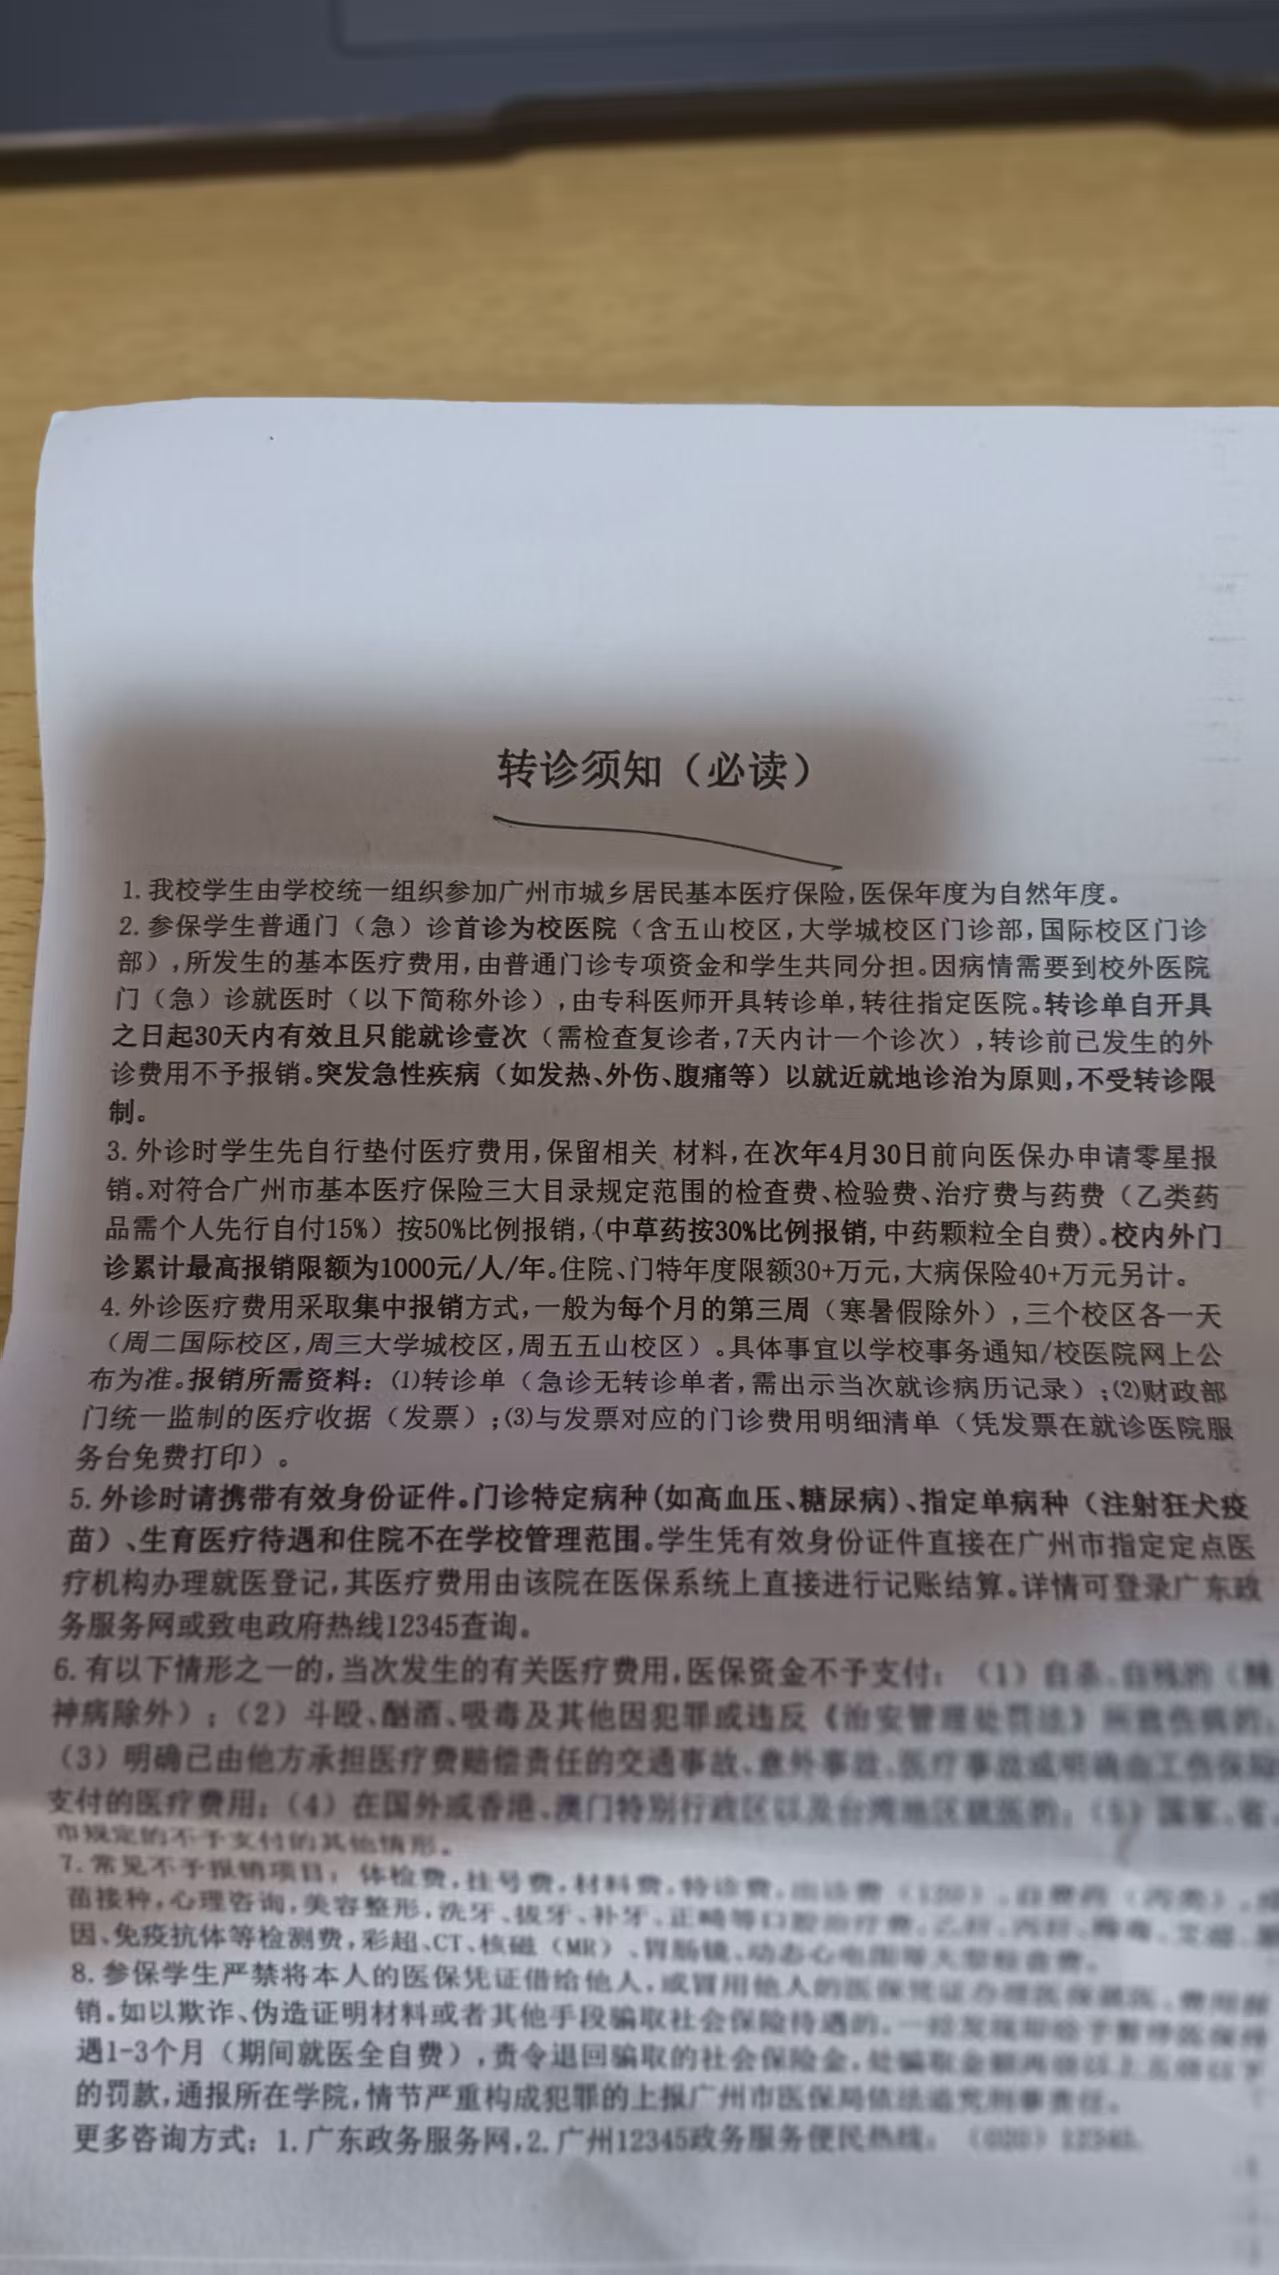 转诊须知（必读）
1. 我校学生由学校统一组织参加广州市城乡居民基本医疗保险，医保年度为自然年度。
2. 参保学生普通门（急）诊首诊为校医院（含五山校区，大学城校区门诊部，国际校区门诊
部），所发生的基本医疗费用，由普通门诊专项资金和学生共同分担。因病情需要到校外医院
门（急）诊就医时（以下简称外诊），由专科医师开具转诊单，转往指定医院。转诊单自开具
之日起30天内有效且只能就诊壹次（需检查复诊者，7天内计一个诊次），转诊前已发生的外
诊费用不予报销。突发急性疾病（如发热、外伤、腹痛等）以就近就地诊治为原则，不受转诊限
制。
3. 外诊时学生先自行垫付医疗费用，保留相关、材料，在次年4月30日前向医保办申请零星报
销。对符合广州市基本医疗保险三大目录规定范围的检查费、检验费、治疗费与药费（乙类药
品需个人先行自付15%）按50%比例报销，(中草药按30%比例报销，中药颗粒全自费)。校内外门
诊累计最高报销限额为1000元/人/年。住院、门特年度限额30+万元，大病保险40+万元另计。
4. 外诊医疗费用采取集中报销方式，一般为每个月的第三周（寒暑假除外），三个校区各一天
（周二国际校区，周三大学城校区，周五五山校区）。具体事宜以学校事务通知/校医院网上公
布为准。报销所需资料：⑴转诊单（急诊无转诊单者，需出示当次就诊病历记录）；⑵财政部
门统一监制的医疗收据（发票）；⑶与发票对应的门诊费用明细清单（凭发票在就诊医院服
务台免费打印）。
5. 外诊时请携带有效身份证件。门诊特定病种(如高血压、糖尿病)、指定单病种（注射狂犬疫
苗）、生育医疗待遇和住院不在学校管理范围。学生凭有效身份证件直接在广州市指定定点医
疗机构办理就医登记，其医疗费用由该院在医保系统上直接进行记账结算。详情可登录广东政
务服务网或致电政府热线12345查询。
6. 有以下情形之一的，当次发生的有关医疗费用，医保资金不予支付：（1）自杀、自残的（精
神病除外）；（2）斗殴、酗酒、吸毒及其他因犯罪或违反《治安管理处罚法》所致伤病的；
（3）明确已由他方承担医疗费赔偿责任的交通事故、意外事故、医疗事故或明确由工伤保险
支付的医疗费用；（4）在国外或香港、澳门特别行政区以及台湾地区就医的；（5）国家、省、
市规定的不予支付的其他情形。
7. 常见不予报销项目：体检费，挂号费，材料费，特诊费，出诊费（120）、自费药（丙类），
苗接种，心理咨询，美容整形，洗牙、拔牙、补牙、正畸等口腔治疗费，乙肝、丙肝、梅毒、艾滋、
因、免疫抗体等检测费，彩超、CT、核磁（MR）、胃肠镜、动态心电图等大型检查费。
8. 参保学生严禁将本人的医保凭证借给他人，或冒用他人的医保凭证办理医保就医、费用报
销。如以欺诈、伪造证明材料或者其他手段骗取社会保险待遇的，一经发现即给予暂停医保待
遇1-3个月（期间就医全自费），责令退回骗取的社会保险金，处骗取金额两倍以上五倍以下
的罚款，通报所在学院，情节严重构成犯罪的上报广州市医保局依法追究刑事责任。
更多咨询方式：1. 广东政务服务网，2. 广州12345政务服务便民热线：（020）12345.